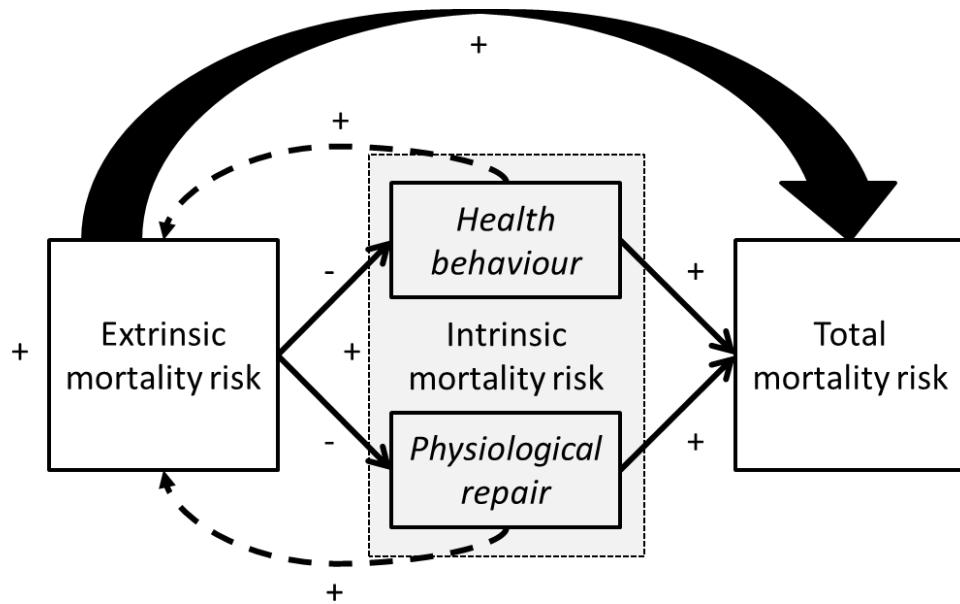 +
+
Health
behaviour
-
+
+
Extrinsic
mortality risk
+
Intrinsic
mortality risk
Total
mortality risk
-
+
Physiological
repair
+